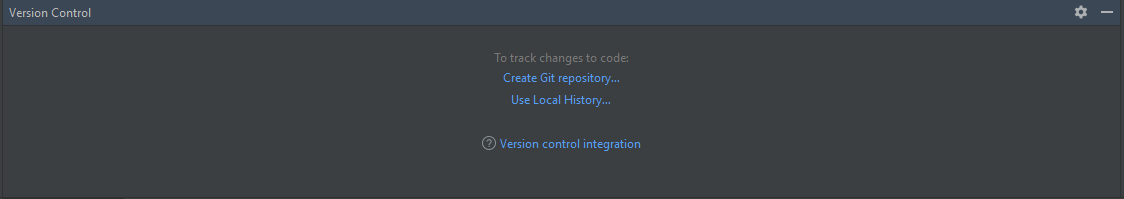 Version Control
To track changes to code:
Create Git repository...
Use Local History...
? Version control integration